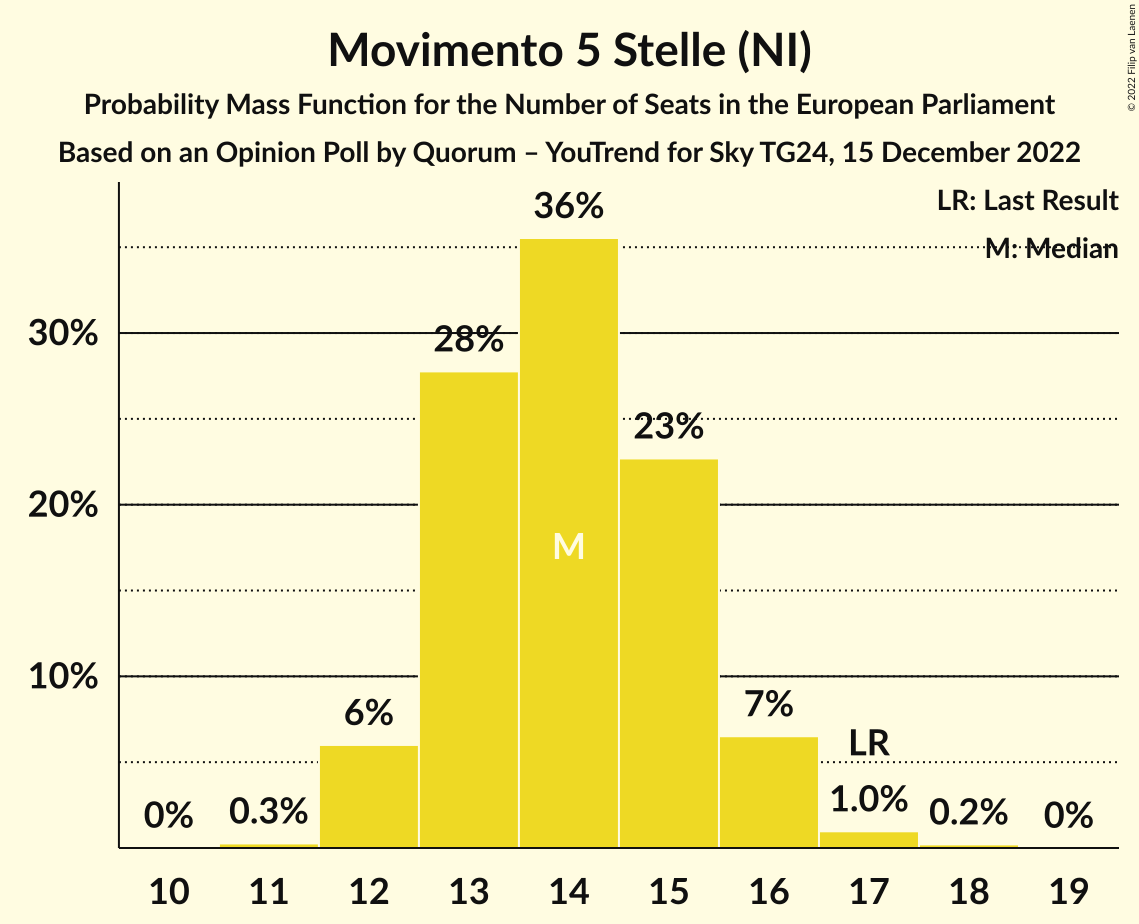 Movimento 5 Stelle (NI)
Probability Mass Function for the Number of Seats in the European Parliament
Based on an Opinion Poll by Quorum – YouTrend for Sky TG24, 15 December 2022
© 2022 Filip van Laenen
LR: Last Result
M: Median
36%
30%
28%
23%
20%
M
10%
6%
7%
LR
0%
0.3%
1.0%
0.2%
0%
10 11 12 13 14 15 16 17 18 19